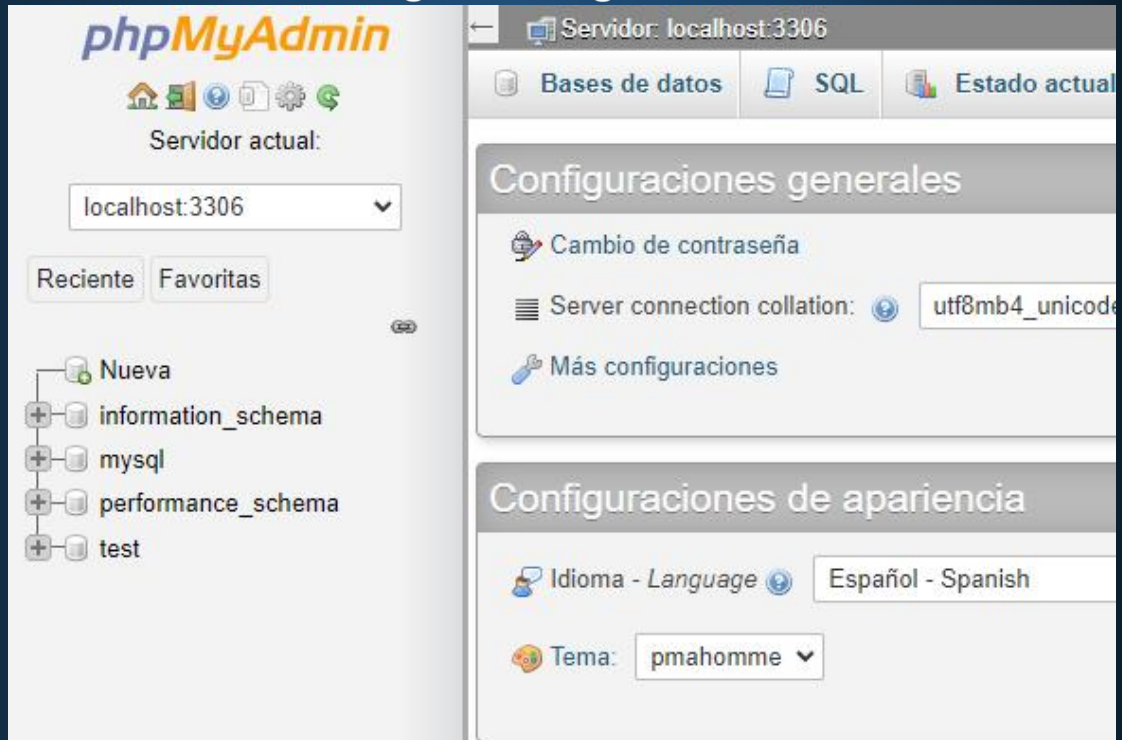 phpMyAdmin
Servidor actual:
localhost:3306
Reciente Favoritas
Nueva
information_schema
mysql
performance_schema
test
Servidor: localhost:3306
Bases de datos SQL Estado actual
Configuraciones generales
Cambio de contraseña
Server connection collation: utf8mb4_unicode
Más configuraciones
Configuraciones de apariencia
Idioma - Language Español - Spanish
Tema: pmahomme